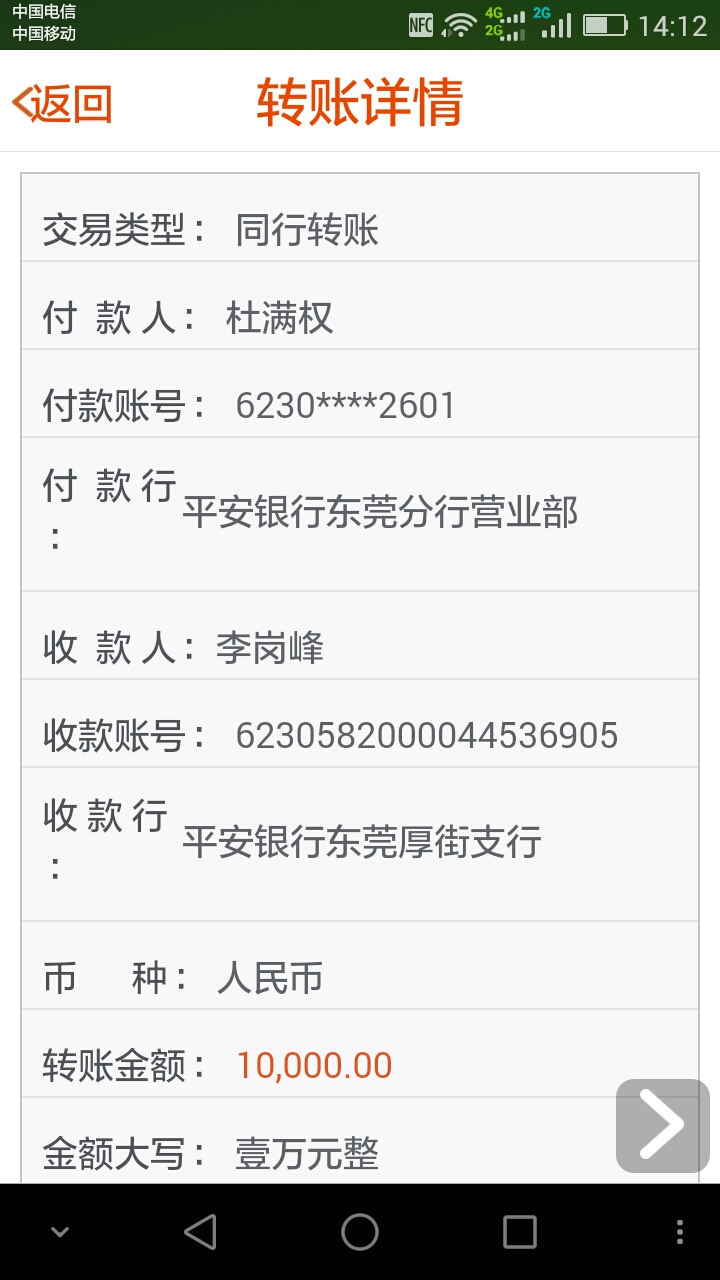 中国电信
中国移动
NFC 4G 2G 2G 14:12
返回 转账详情
交易类型： 同行转账
付 款 人： 杜满权
付款账号： 6230****2601
付 款 行： 平安银行东莞分行营业部
收 款 人： 李岗峰
收款账号： 6230582000044536905
收 款 行： 平安银行东莞厚街支行
币 种： 人民币
转账金额： 10,000.00
金额大写： 壹万元整